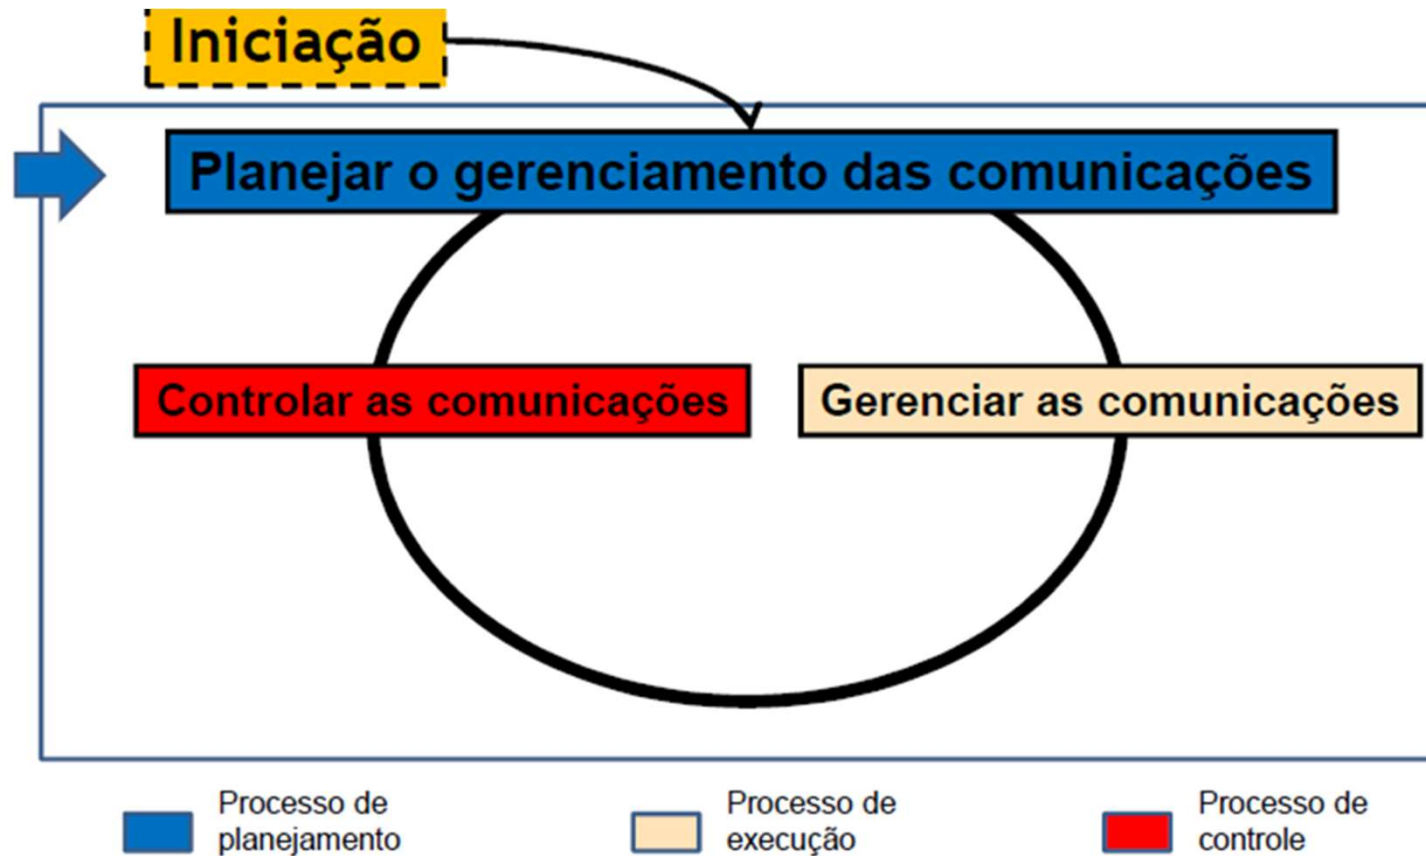 Iniciação
Planejar o gerenciamento das comunicações
Controlar as comunicações
Gerenciar as comunicações
Processo de
planejamento
Processo de
execução
Processo de
controle